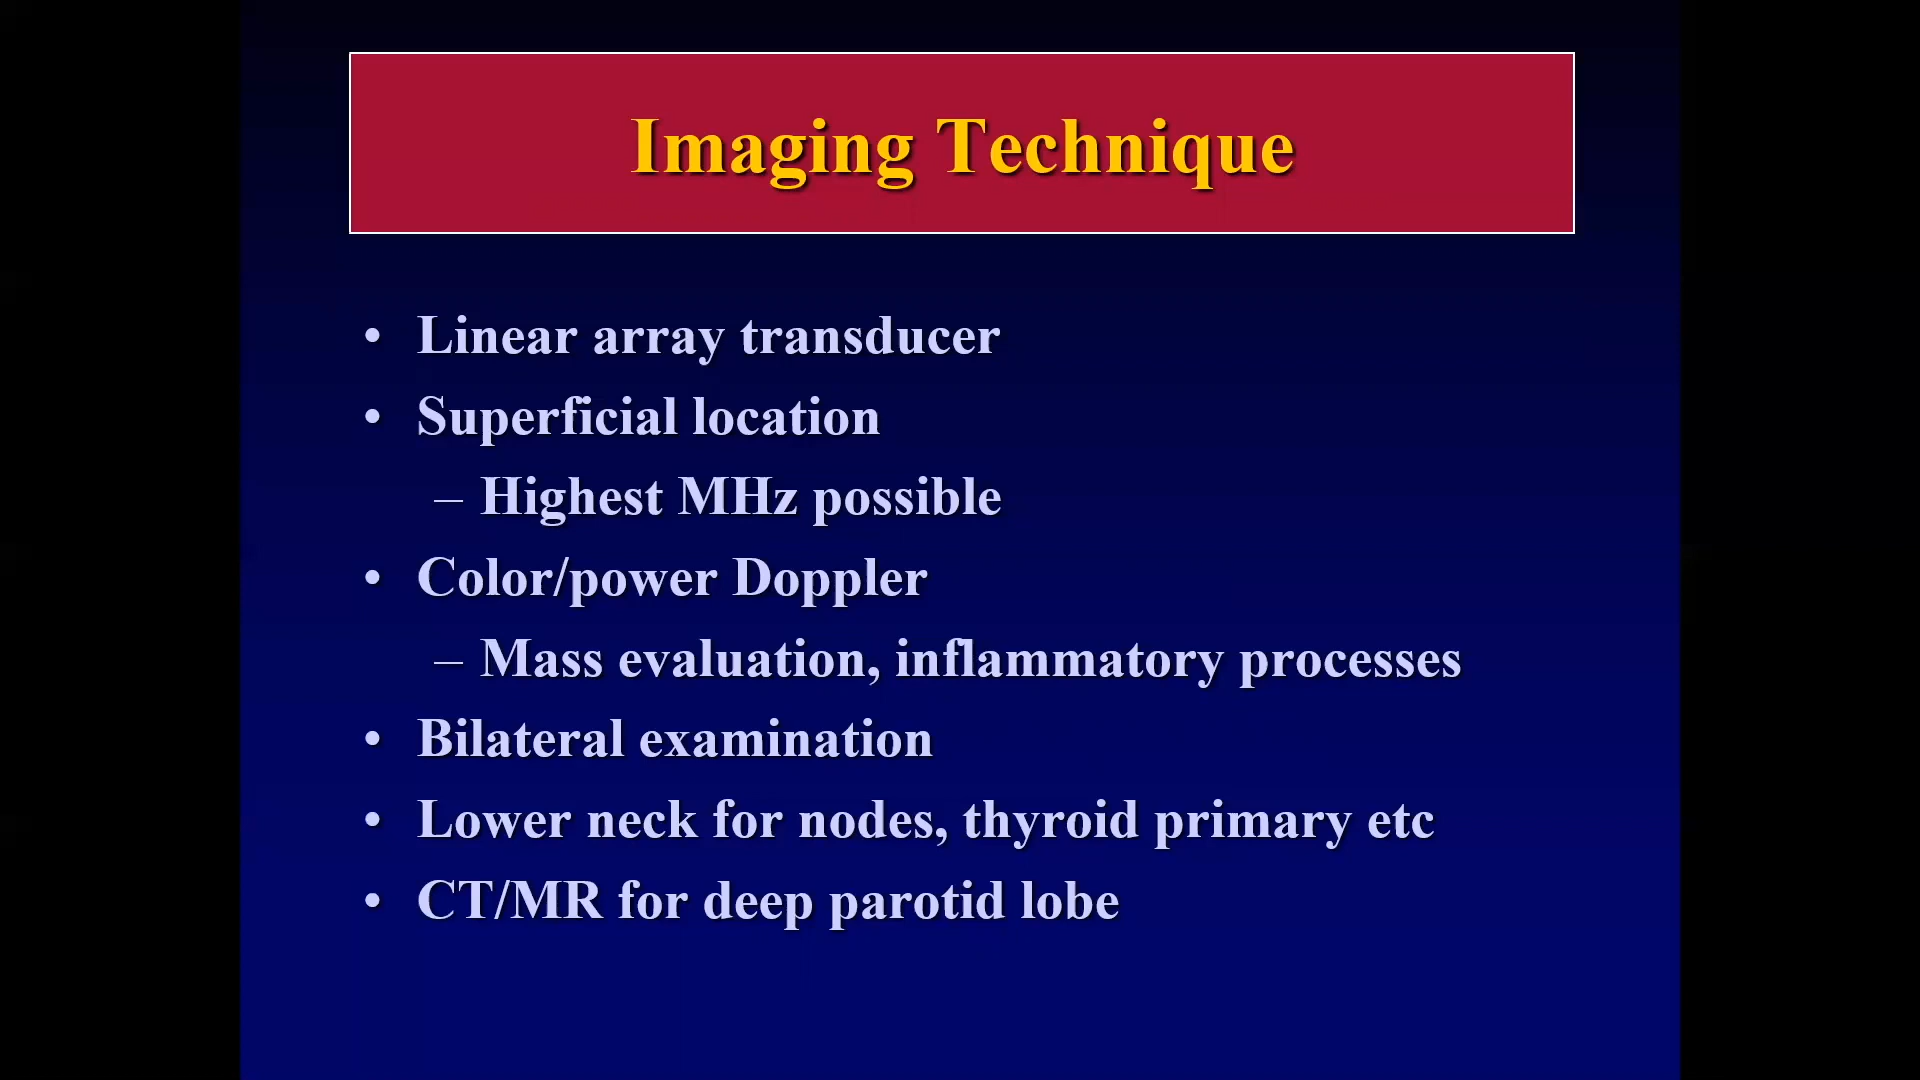 Imaging Technique
• Linear array transducer
• Superficial location
– Highest MHz possible
• Color/power Doppler
– Mass evaluation, inflammatory processes
• Bilateral examination
• Lower neck for nodes, thyroid primary etc
• CT/MR for deep parotid lobe